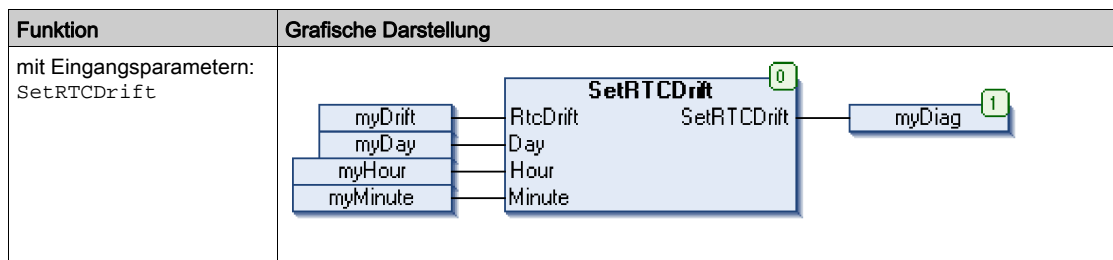 Funktion Grafische Darstellung
mit Eingangsparametern:
SetRTCDrift
0
SetRTCDrift
myDrift RtcDrift SetRTCDrift myDiag 1
myDay Day
myHour Hour
myMinute Minute